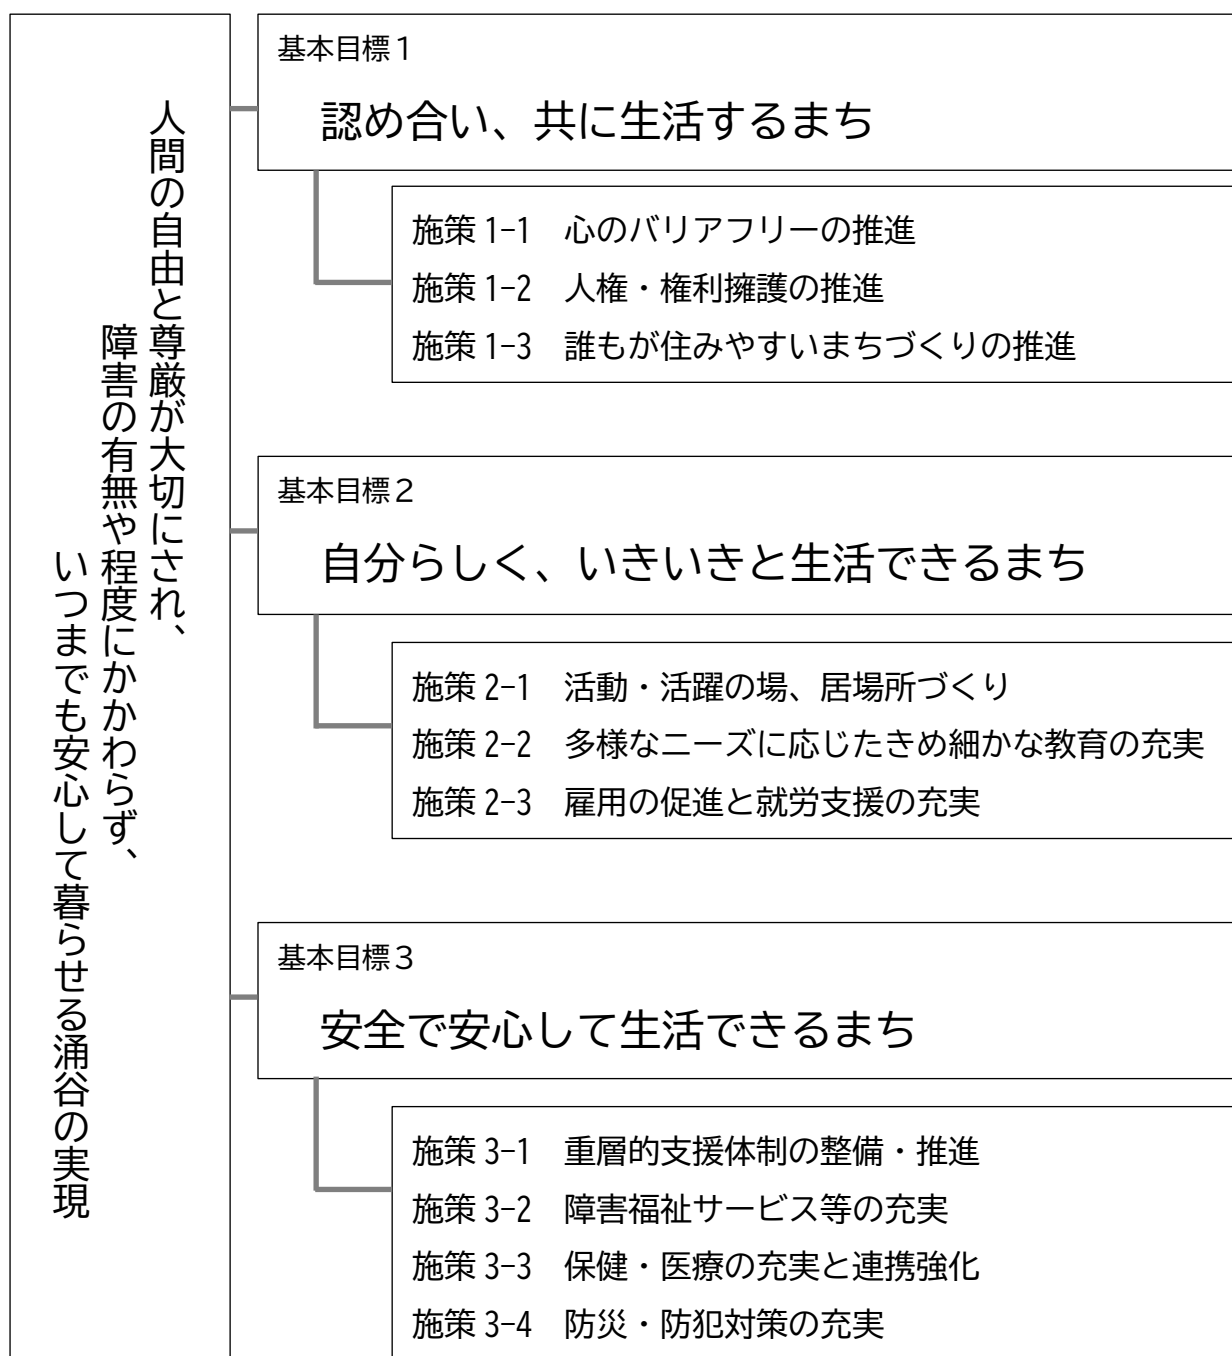 人間の自由と尊厳が大切にされ、
障害の有無や程度にかかわらず、
いつまでも安心して暮らせる涌谷の実現
基本目標１
認め合い、共に生活するまち
施策 1-1　心のバリアフリーの推進
施策 1-2　人権・権利擁護の推進
施策 1-3　誰もが住みやすいまちづくりの推進
基本目標２
自分らしく、いきいきと生活できるまち
施策 2-1　活動・活躍の場、居場所づくり
施策 2-2　多様なニーズに応じたきめ細かな教育の充実
施策 2-3　雇用の促進と就労支援の充実
基本目標３
安全で安心して生活できるまち
施策 3-1　重層的支援体制の整備・推進
施策 3-2　障害福祉サービス等の充実
施策 3-3　保健・医療の充実と連携強化
施策 3-4　防災・防犯対策の充実